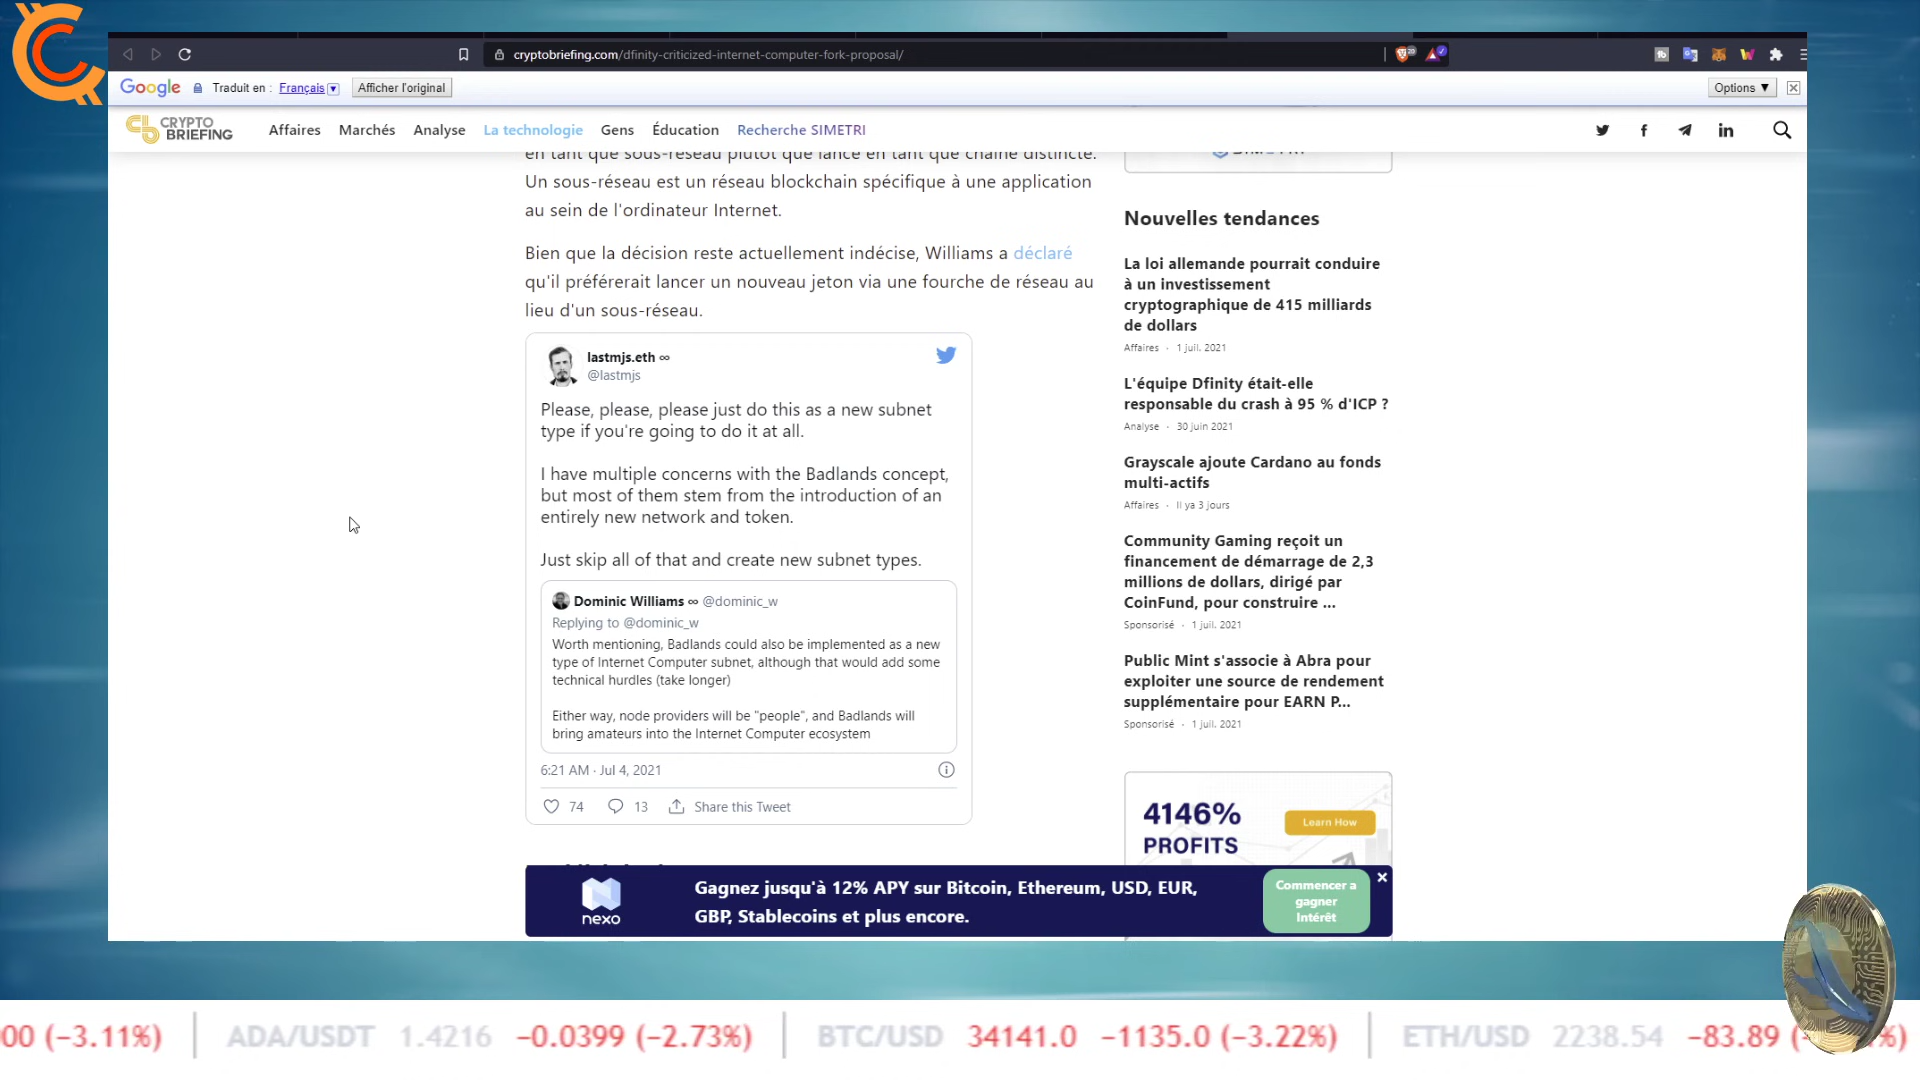 cryptobriefing.com/dfinity-criticized-internet-computer-fork-proposal/
Google Traduit en : Français Afficher l'original Options ▼
CRYPTO BRIEFING
Affaires Marchés Analyse La technologie Gens Éducation Recherche SIMETRI
en tant que sous-réseau plutôt que lancé en tant que chaîne distincte.
Un sous-réseau est un réseau blockchain spécifique à une application
au sein de l'ordinateur Internet.
Bien que la décision reste actuellement indécise, Williams a déclaré
qu'il préférerait lancer un nouveau jeton via une fourche de réseau au
lieu d'un sous-réseau.
lastmjs.eth ∞
@lastmjs
Please, please, please just do this as a new subnet
type if you're going to do it at all.
I have multiple concerns with the Badlands concept,
but most of them stem from the introduction of an
entirely new network and token.
Just skip all of that and create new subnet types.
Dominic Williams ∞ @dominic_w
Replying to @dominic_w
Worth mentioning, Badlands could also be implemented as a new
type of Internet Computer subnet, although that would add some
technical hurdles (take longer)
Either way, node providers will be "people", and Badlands will
bring amateurs into the Internet Computer ecosystem
6:21 AM · Jul 4, 2021
74 13 Share this Tweet
Nouvelles tendances
La loi allemande pourrait conduire
à un investissement
cryptographique de 415 milliards
de dollars
Affaires · 1 juil. 2021
L'équipe Dfinity était-elle
responsable du crash à 95 % d'ICP ?
Analyse · 30 juin 2021
Grayscale ajoute Cardano au fonds
multi-actifs
Affaires · Il ya 3 jours
Community Gaming reçoit un
financement de démarrage de 2,3
millions de dollars, dirigé par
CoinFund, pour construire ...
Sponsorisé · 1 juil. 2021
Public Mint s'associe à Abra pour
exploiter une source de rendement
supplémentaire pour EARN P...
Sponsorisé · 1 juil. 2021
4146%
PROFITS
Learn How
nexo
Gagnez jusqu'à 12% APY sur Bitcoin, Ethereum, USD, EUR,
GBP, Stablecoins et plus encore.
Commencer a
gagner
Intérêt
00 (−3.11%) ADA/USDT 1.4216 −0.0399 (−2.73%) BTC/USD 34141.0 −1135.0 (−3.22%) ETH/USD 2238.54 −83.89